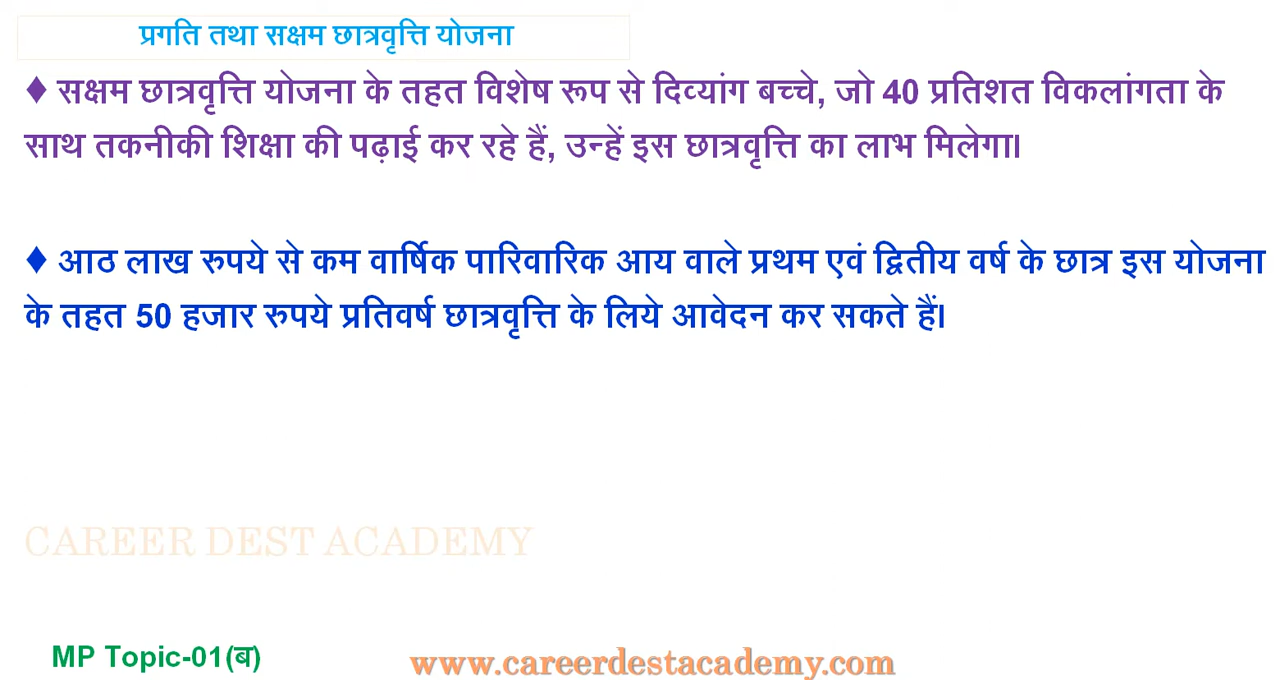 प्रगति तथा सक्षम छात्रवृत्ति योजना
♦ सक्षम छात्रवृत्ति योजना के तहत विशेष रूप से दिव्यांग बच्चे, जो 40 प्रतिशत विकलांगता के
साथ तकनीकी शिक्षा की पढ़ाई कर रहे हैं, उन्हें इस छात्रवृत्ति का लाभ मिलेगा।
♦ आठ लाख रुपये से कम वार्षिक पारिवारिक आय वाले प्रथम एवं द्वितीय वर्ष के छात्र इस योजना
के तहत 50 हजार रुपये प्रतिवर्ष छात्रवृत्ति के लिये आवेदन कर सकते हैं।
CAREER DEST ACADEMY
MP Topic-01(ब)
www.careerdestacademy.com